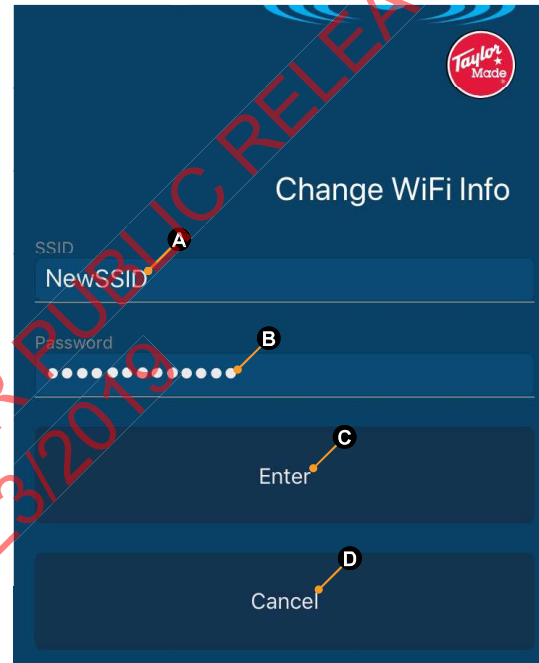 Taylor
Made
Change WiFi Info
A
SSID
NewSSID
B
Password
●●●●●●●●●●●●●
C
Enter
D
Cancel
PUBLIC RELEA
3/2019